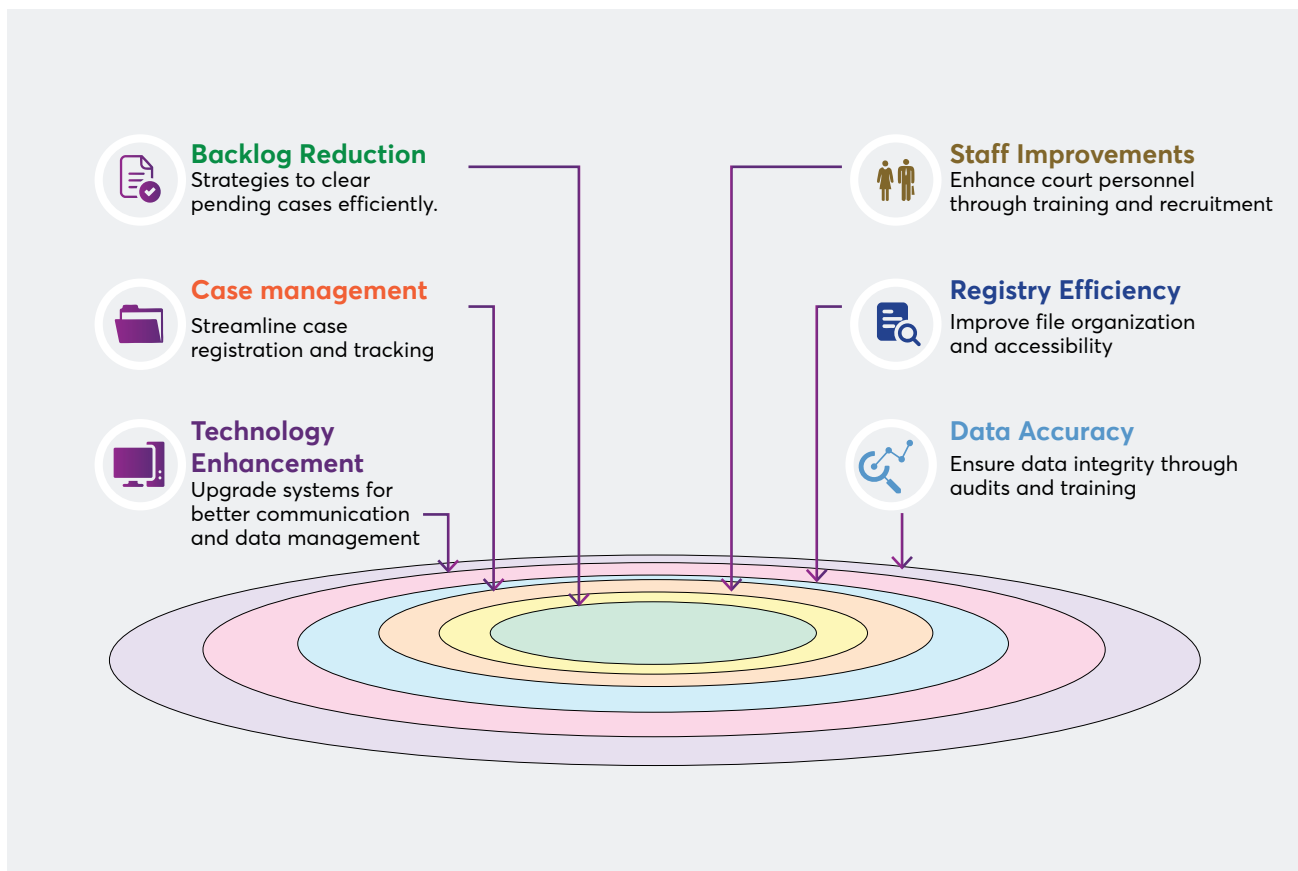 Backlog Reduction
Strategies to clear
pending cases efficiently.
Case management
Streamline case
registration and tracking
Technology
Enhancement
Upgrade systems for
better communication
and data management
Staff Improvements
Enhance court personnel
through training and recruitment
Registry Efficiency
Improve file organization
and accessibility
Data Accuracy
Ensure data integrity through
audits and training